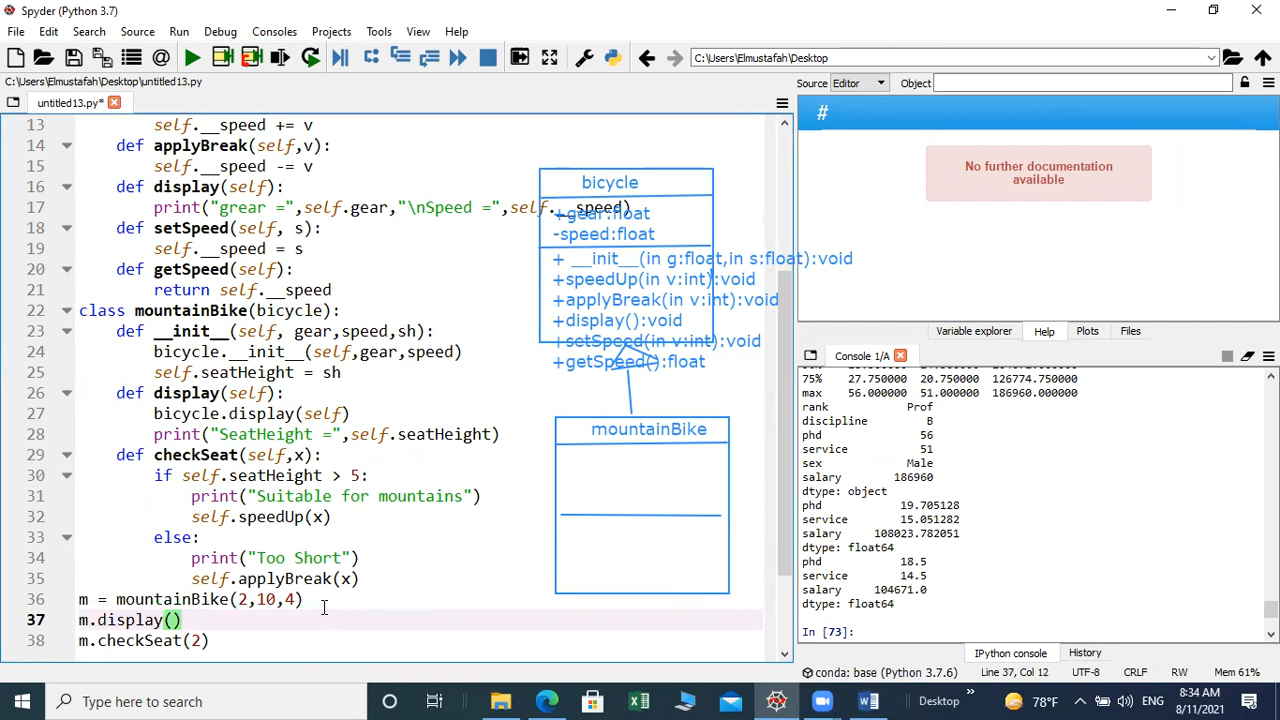 Spyder (Python 3.7)
File Edit Search Source Run Debug Consoles Projects Tools View Help
C:\Users\Elmustafah\Desktop
C:\Users\Elmustafah\Desktop\untitled13.py
untitled13.py*
13 self.__speed += v
14 def applyBreak(self,v):
15 self.__speed -= v
16 def display(self):
17 print("grear =",self.gear,"\nSpeed =",self.__speed)
18 def setSpeed(self, s):
19 self.__speed = s
20 def getSpeed(self):
21 return self.__speed
22 class mountainBike(bicycle):
23 def __init__(self, gear,speed,sh):
24 bicycle.__init__(self,gear,speed)
25 self.seatHeight = sh
26 def display(self):
27 bicycle.display(self)
28 print("SeatHeight =",self.seatHeight)
29 def checkSeat(self,x):
30 if self.seatHeight > 5:
31 print("Suitable for mountains")
32 self.speedUp(x)
33 else:
34 print("Too Short")
35 self.applyBreak(x)
36 m = mountainBike(2,10,4)
37 m.display()
38 m.checkSeat(2)
bicycle
+gear:float
-speed:float
+ __init__(in g:float,in s:float):void
+speedUp(in v:int):void
+applyBreak(in v:int):void
+display():void
+setSpeed(in v:int):void
+getSpeed():float
mountainBike
Source Editor Object
#
No further documentation
available
Variable explorer Help Plots Files
Console 1/A
75% 27.750000 20.750000 126774.750000
max 56.000000 51.000000 186960.000000
rank Prof
discipline B
phd 56
service 51
sex Male
salary 186960
dtype: object
phd 19.705128
service 15.051282
salary 108023.782051
dtype: float64
phd 18.5
service 14.5
salary 104671.0
dtype: float64
In [73]:
IPython console History
conda: base (Python 3.7.6) Line 37, Col 12 UTF-8 CRLF RW Mem 61%
Type here to search
Desktop
78°F
ENG
8:34 AM
8/11/2021